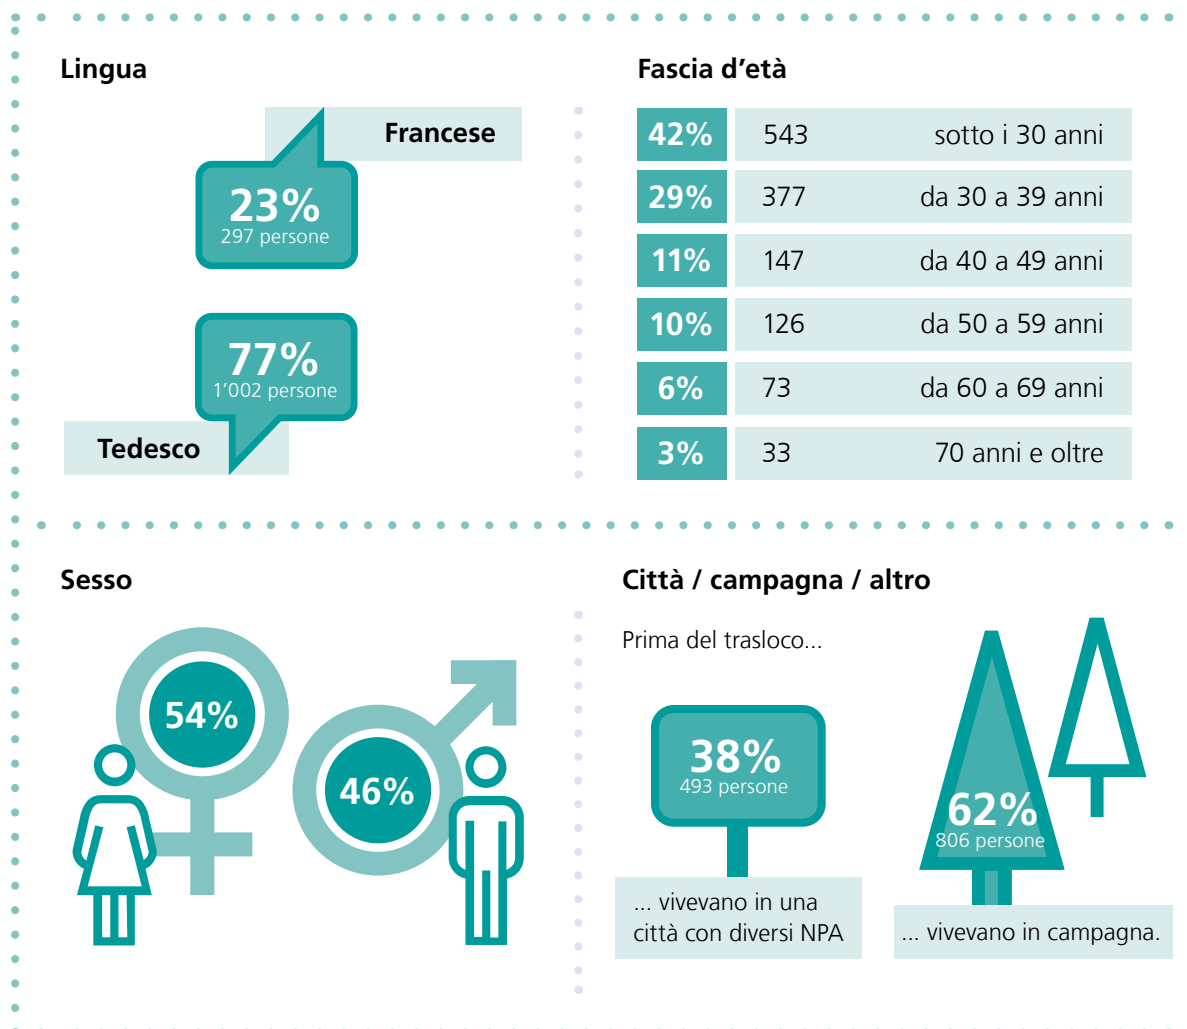 Lingua
Francese
23%
297 persone
77%
1’002 persone
Tedesco
Fascia d’età
42% 543 sotto i 30 anni
29% 377 da 30 a 39 anni
11% 147 da 40 a 49 anni
10% 126 da 50 a 59 anni
6% 73 da 60 a 69 anni
3% 33 70 anni e oltre
Sesso
54%
46%
Città / campagna / altro
Prima del trasloco...
38%
493 persone
... vivevano in una
città con diversi NPA
62%
806 persone
... vivevano in campagna.